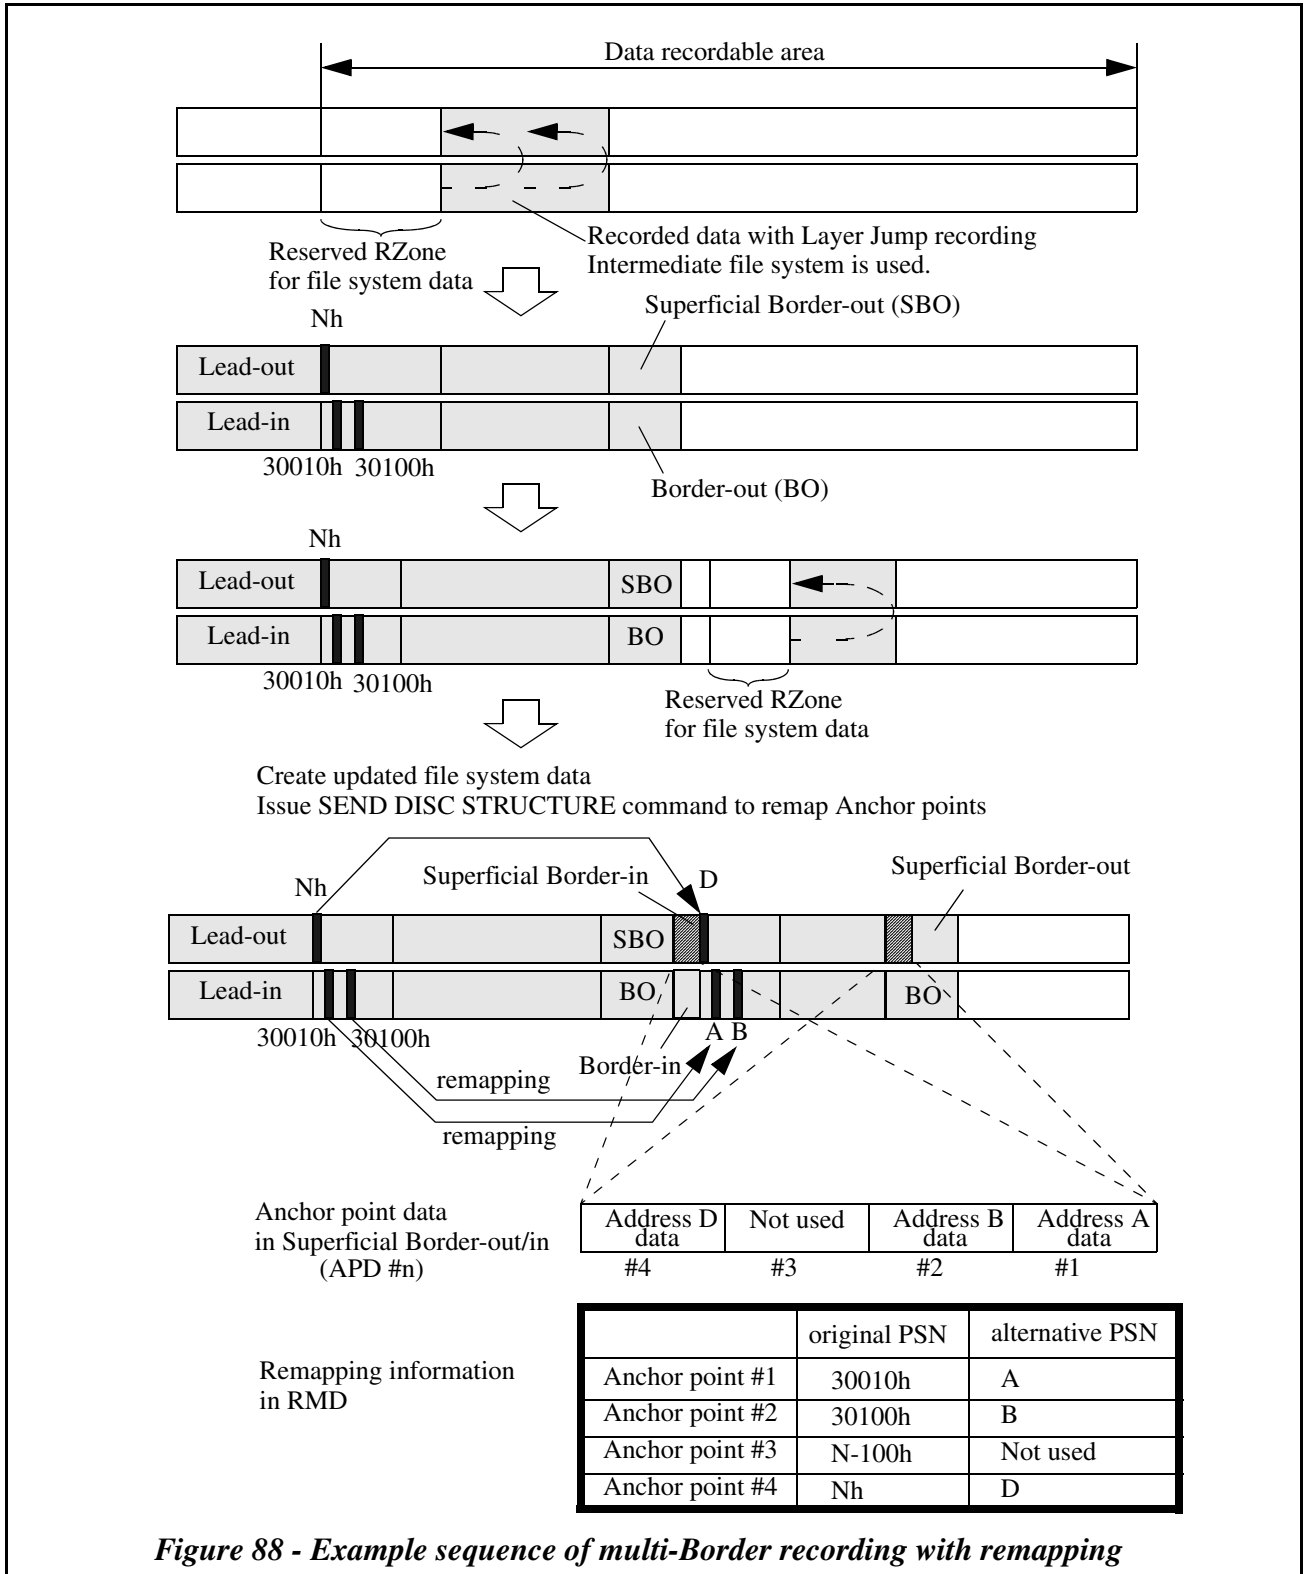 Data recordable area
Reserved RZone
for file system data
Recorded data with Layer Jump recording
Intermediate file system is used.
Nh
Superficial Border-out (SBO)
Lead-out
Lead-in
30010h 30100h
Border-out (BO)
Nh
Lead-out SBO
Lead-in BO
30010h 30100h
Reserved RZone
for file system data
Create updated file system data
Issue SEND DISC STRUCTURE command to remap Anchor points
Nh Superficial Border-in D Superficial Border-out
Lead-out SBO
Lead-in BO BO
30010h 30100h A B
Border-in
remapping
remapping
Anchor point data
in Superficial Border-out/in
(APD #n)
Address D data Not used Address B data Address A data
#4 #3 #2 #1
Remapping information
in RMD
original PSN alternative PSN
Anchor point #1 30010h A
Anchor point #2 30100h B
Anchor point #3 N-100h Not used
Anchor point #4 Nh D
Figure 88 - Example sequence of multi-Border recording with remapping